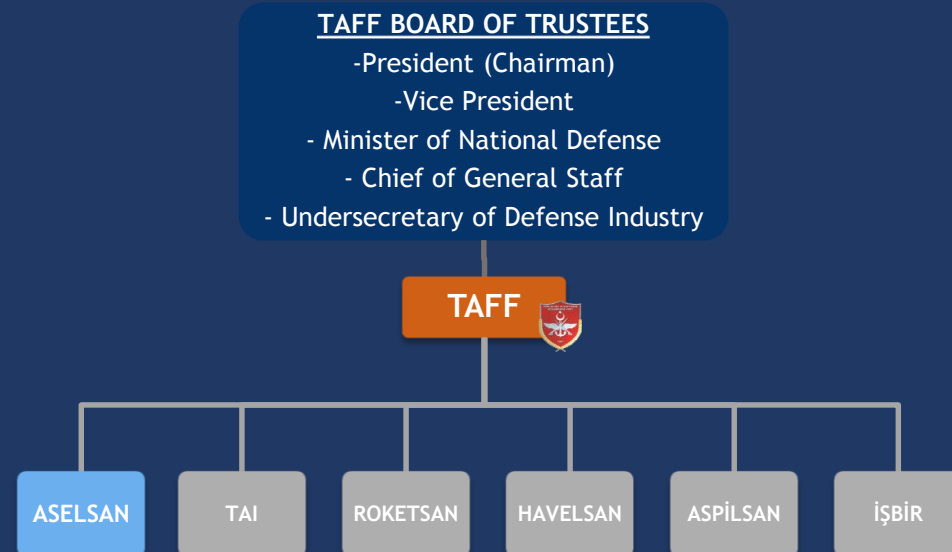 TAFF BOARD OF TRUSTEES
-President (Chairman)
-Vice President
- Minister of National Defense
- Chief of General Staff
- Undersecretary of Defense Industry
TAFF
ASELSAN
TAI
ROKETSAN
HAVELSAN
ASPİLSAN
İŞBİR